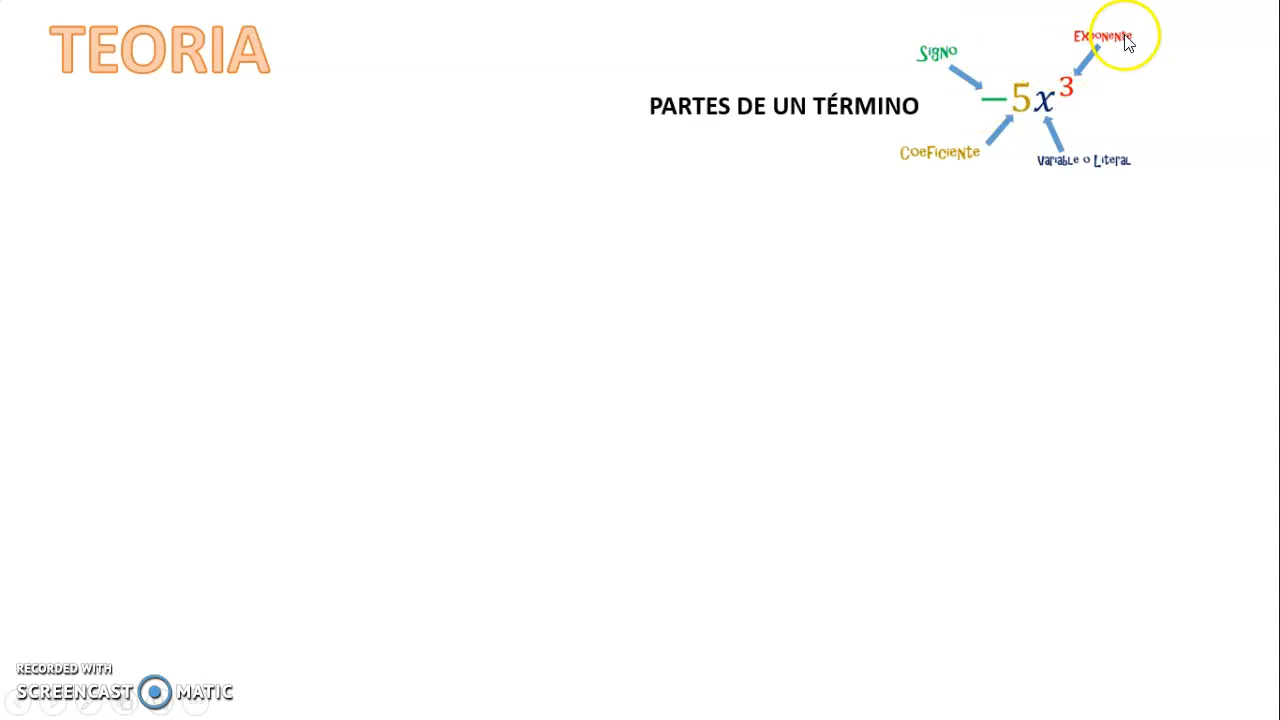 TEORIA
Exponente
Signo
PARTES DE UN TÉRMINO
−5x³
Coeficiente
Variable o Literal
RECORDED WITH
SCREENCAST MATIC